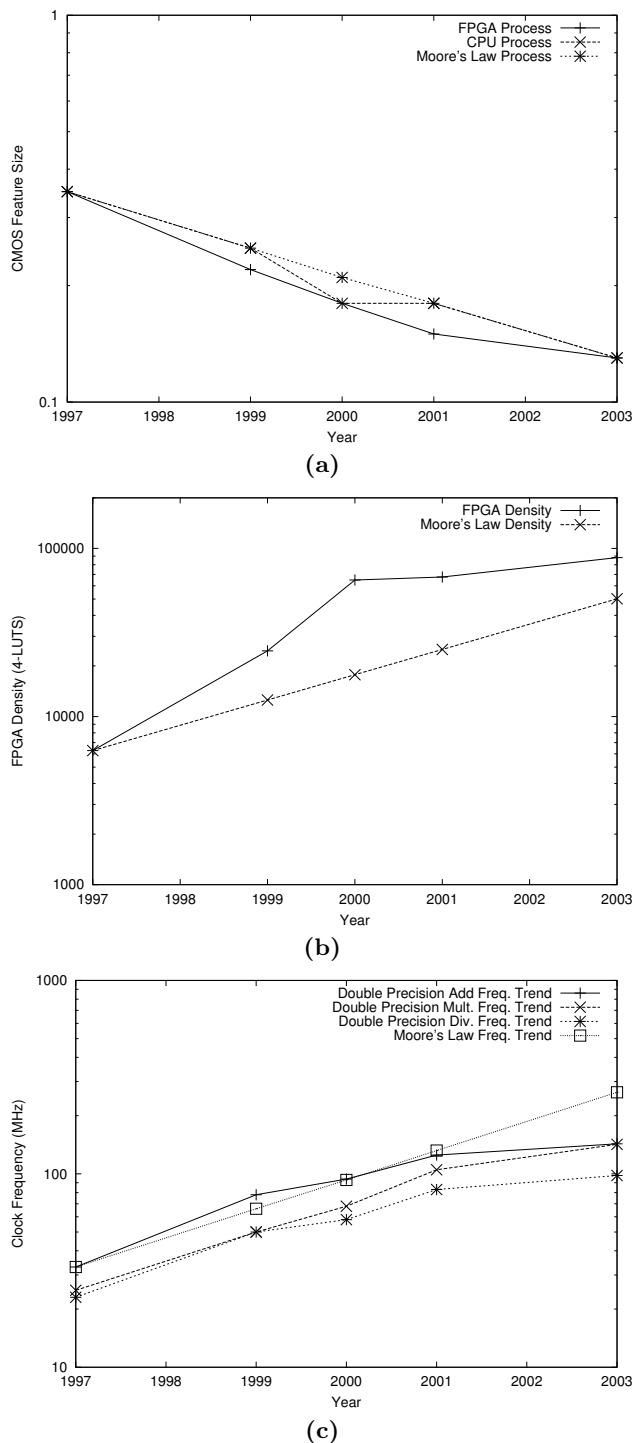 1
FPGA Process
CPU Process
Moore's Law Process
CMOS Feature Size
0.1
1997 1998 1999 2000 2001 2002 2003
Year
(a)
FPGA Density
Moore's Law Density
100000
FPGA Density (4-LUTS)
10000
1000
1997 1998 1999 2000 2001 2002 2003
Year
(b)
1000
Double Precision Add Freq. Trend
Double Precision Mult. Freq. Trend
Double Precision Div. Freq. Trend
Moore's Law Freq. Trend
Clock Frequency (MHz)
100
10
1997 1998 1999 2000 2001 2002 2003
Year
(c)